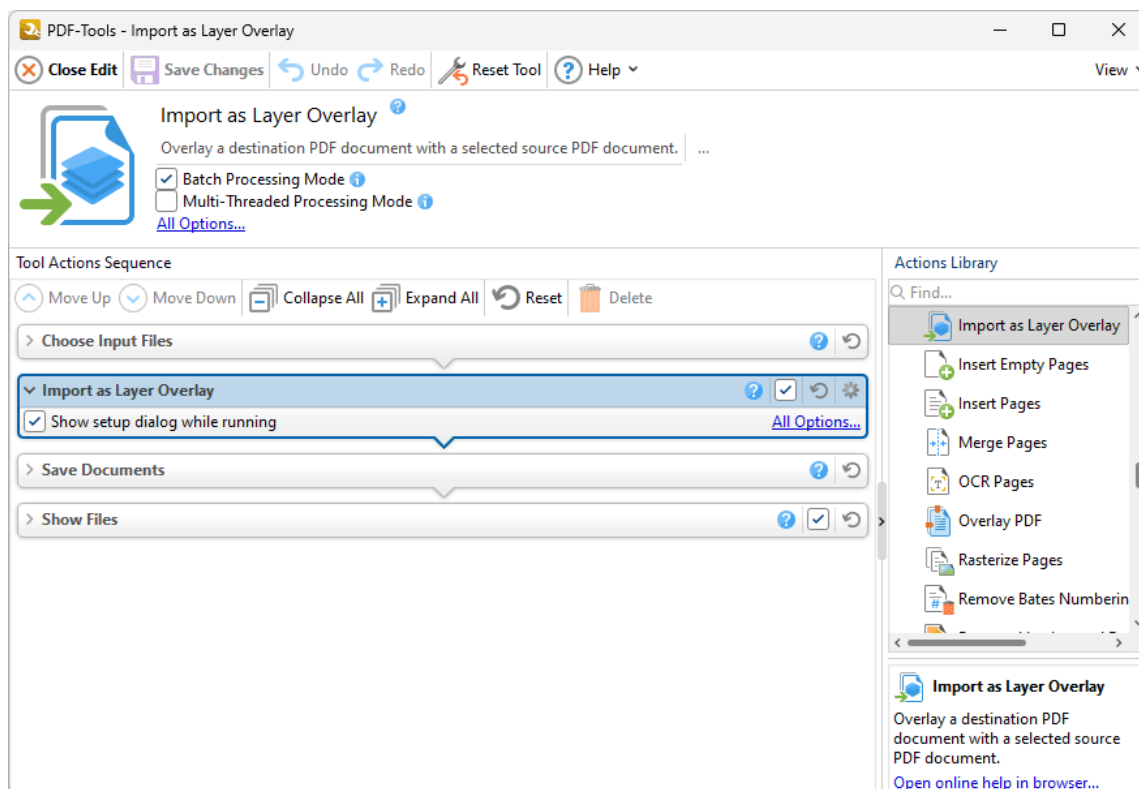 PDF-Tools - Import as Layer Overlay
Close Edit Save Changes Undo Redo Reset Tool ? Help View
Import as Layer Overlay ?
Overlay a destination PDF document with a selected source PDF document. ...
Batch Processing Mode
Multi-Threaded Processing Mode
All Options...
Tool Actions Sequence
Move Up Move Down Collapse All Expand All Reset Delete
Choose Input Files ?
Import as Layer Overlay ?
Show setup dialog while running All Options...
Save Documents ?
Show Files ?
Actions Library
Find...
Import as Layer Overlay
Insert Empty Pages
Insert Pages
Merge Pages
OCR Pages
Overlay PDF
Rasterize Pages
Remove Bates Numberin
Import as Layer Overlay
Overlay a destination PDF
document with a selected source
PDF document.
Open online help in browser...